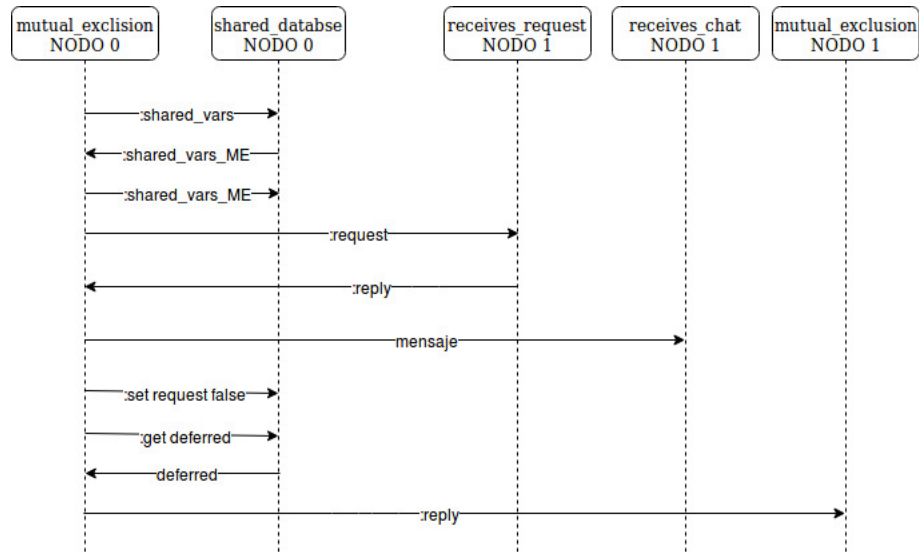 mutual_exclision
NODO 0
shared_databse
NODO 0
receives_request
NODO 1
receives_chat
NODO 1
mutual_exclusion
NODO 1
:shared_vars
:shared_vars_ME
:shared_vars_ME
:request
:reply
mensaje
:set request false
:get deferred
deferred
:reply